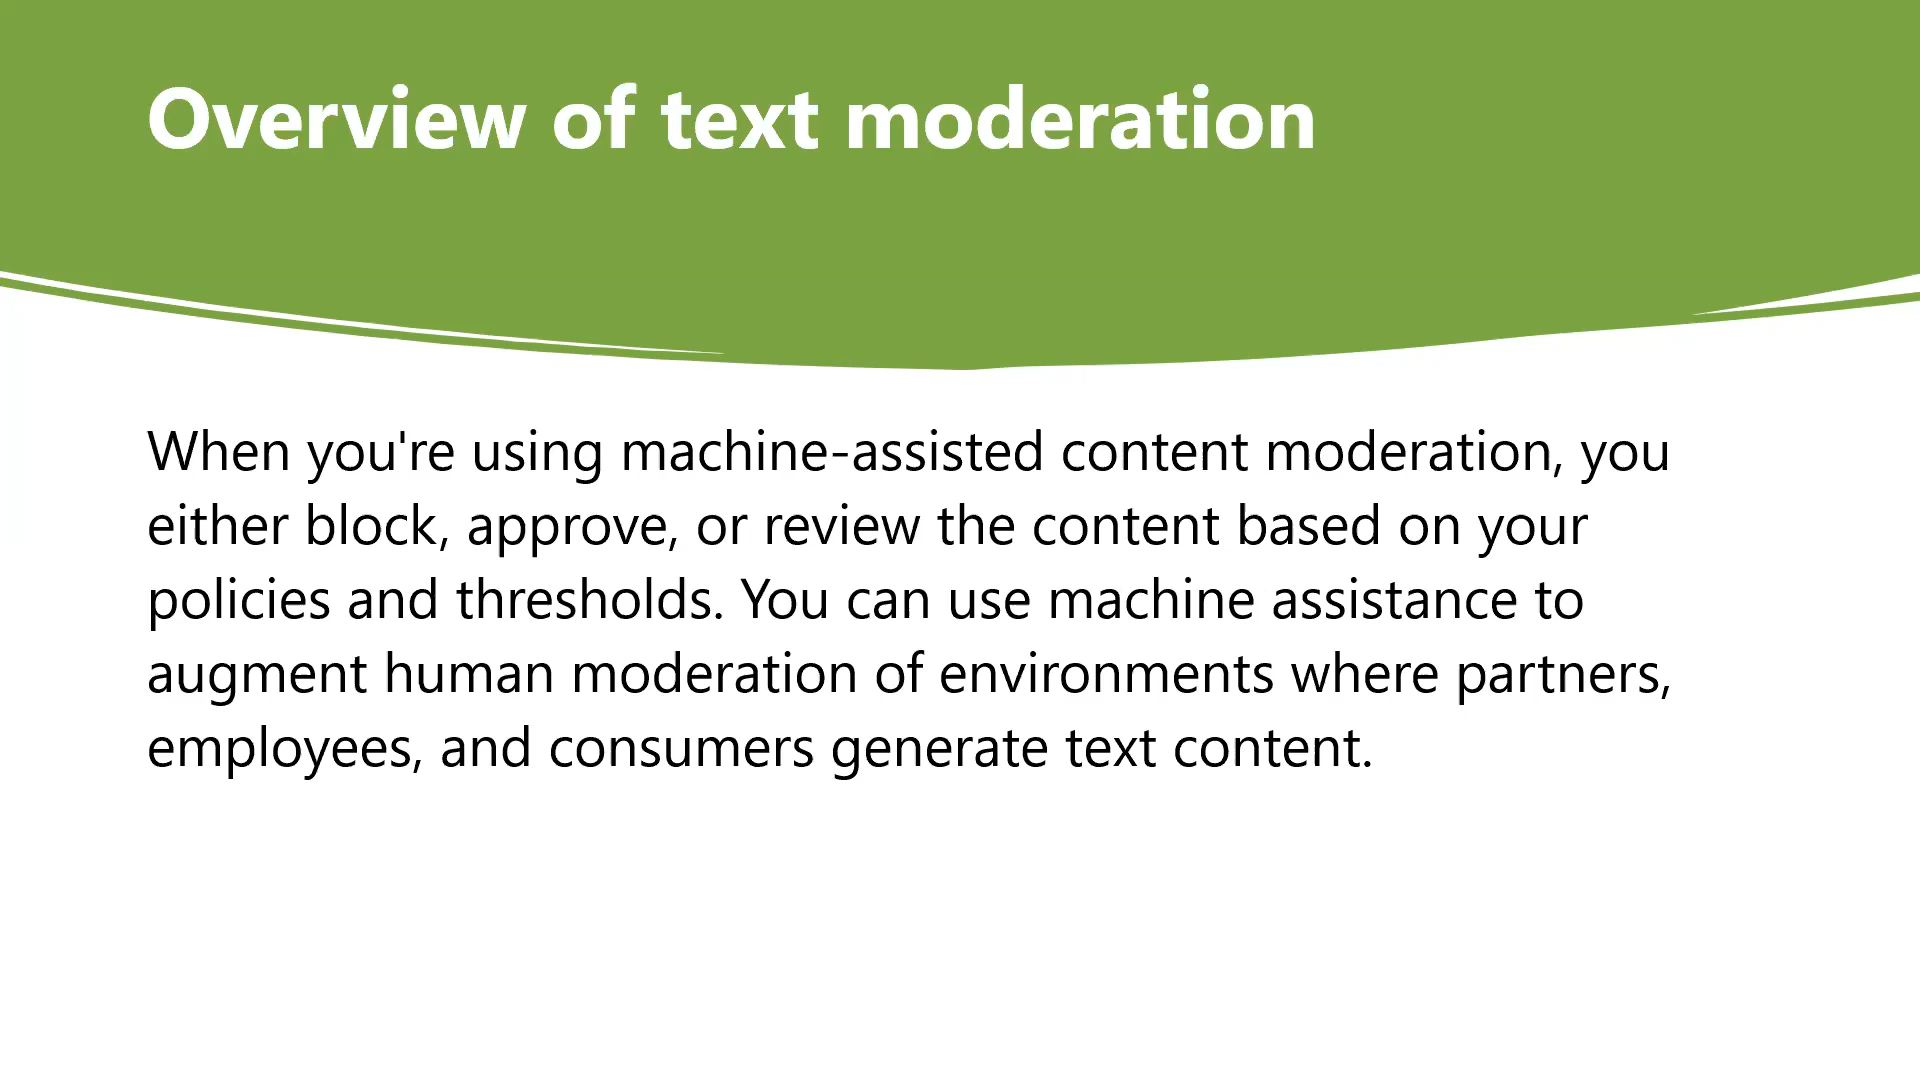 Overview of text moderation
When you're using machine-assisted content moderation, you
either block, approve, or review the content based on your
policies and thresholds. You can use machine assistance to
augment human moderation of environments where partners,
employees, and consumers generate text content.